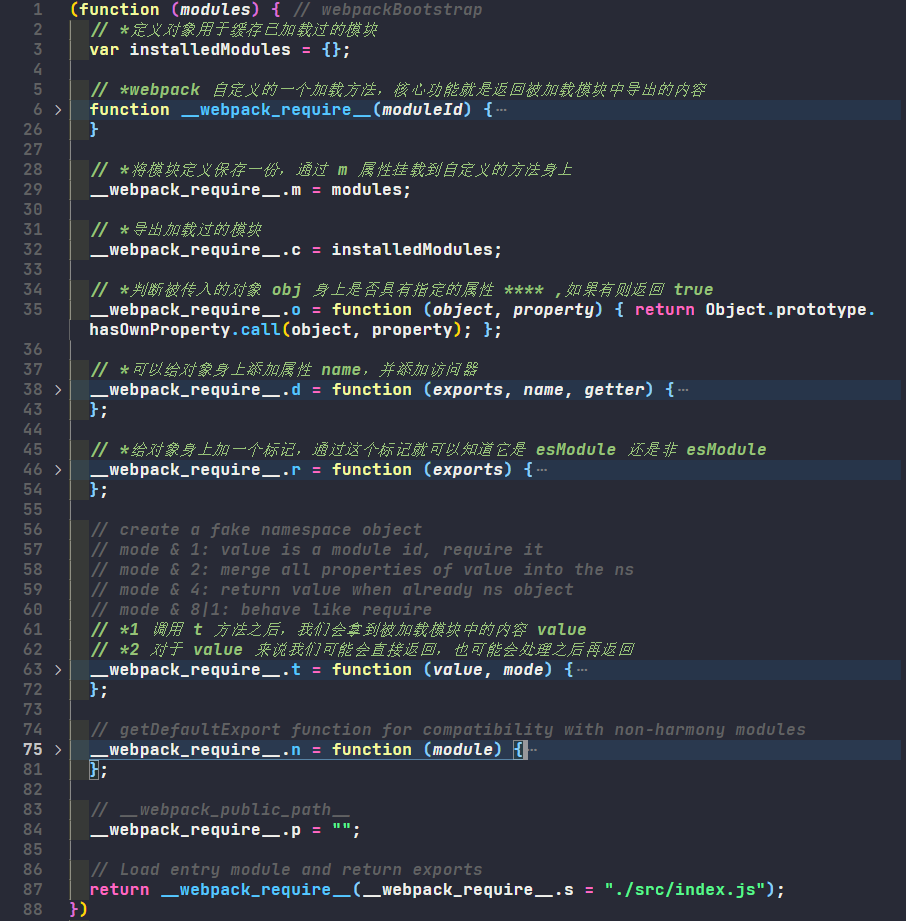 1 (function (modules) { // webpackBootstrap
2 // *定义对象用于缓存已加载过的模块
3 var installedModules = {};
4
5 // *webpack 自定义的一个加载方法，核心功能就是返回被加载模块中导出的内容
6 > function __webpack_require__(moduleId) { ⋯
26 }
27
28 // *将模块定义保存一份，通过 m 属性挂载到自定义的方法身上
29 __webpack_require__.m = modules;
30
31 // *导出加载过的模块
32 __webpack_require__.c = installedModules;
33
34 // *判断被传入的对象 obj 身上是否具有指定的属性 **** ,如果有则返回 true
35 __webpack_require__.o = function (object, property) { return Object.prototype.
hasOwnProperty.call(object, property); };
36
37 // *可以给对象身上添加属性 name，并添加访问器
38 > __webpack_require__.d = function (exports, name, getter) { ⋯
43 };
44
45 // *给对象身上加一个标记，通过这个标记就可以知道它是 esModule 还是非 esModule
46 > __webpack_require__.r = function (exports) { ⋯
54 };
55
56 // create a fake namespace object
57 // mode & 1: value is a module id, require it
58 // mode & 2: merge all properties of value into the ns
59 // mode & 4: return value when already ns object
60 // mode & 8|1: behave like require
61 // *1 调用 t 方法之后，我们会拿到被加载模块中的内容 value
62 // *2 对于 value 来说我们可能会直接返回，也可能会处理之后再返回
63 > __webpack_require__.t = function (value, mode) { ⋯
72 };
73
74 // getDefaultExport function for compatibility with non-harmony modules
75 > __webpack_require__.n = function (module) { ⋯
81 };
82
83 // __webpack_public_path__
84 __webpack_require__.p = "";
85
86 // Load entry module and return exports
87 return __webpack_require__(__webpack_require__.s = "./src/index.js");
88 })